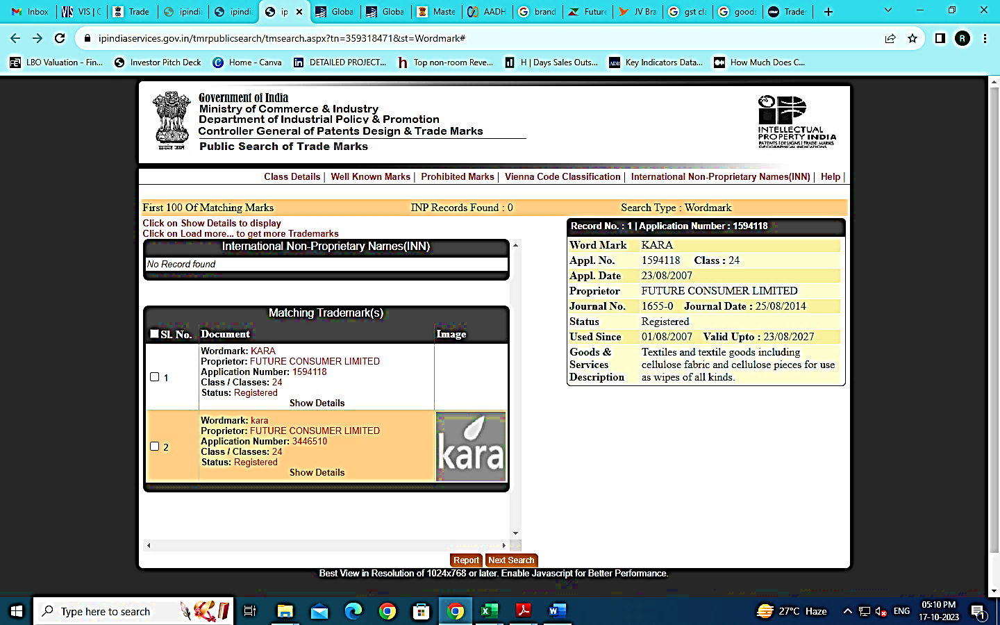 Inbox
VIS | C
Trade
ipindi
ipindi
ip
Globa
Globa
Maste
AADH
brand
Future
JV Bra
gst cla
goods
Trade
ipindiaservices.gov.in/tmrpublicsearch/tmsearch.aspx?tn=359318471&st=Wordmark#
R
LBO Valuation - Fin...
Investor Pitch Deck
Home - Canva
DETAILED PROJECT...
Top non-room Reve...
H | Days Sales Outs...
Key Indicators Data...
How Much Does C...
Government of India
Ministry of Commerce & Industry
Department of Industrial Policy & Promotion
Controller General of Patents Design & Trade Marks
Public Search of Trade Marks
सत्यमेव जयते
INTELLECTUAL
PROPERTY INDIA
PATENTS | DESIGNS | TRADE MARKS
GEOGRAPHICAL INDICATIONS
Class Details | Well Known Marks | Prohibited Marks | Vienna Code Classification | International Non-Proprietary Names(INN) | Help |
First 100 Of Matching Marks INP Records Found : 0 Search Type : Wordmark
Click on Show Details to display
Click on Load more... to get more Trademarks
International Non-Proprietary Names(INN)
No Record found
Matching Trademark(s)
SI. No. Document Image
1
Wordmark: KARA
Proprietor: FUTURE CONSUMER LIMITED
Application Number: 1594118
Class / Classes: 24
Status: Registered
Show Details
2
Wordmark: kara
Proprietor: FUTURE CONSUMER LIMITED
Application Number: 3446510
Class / Classes: 24
Status: Registered
Show Details
kara
Record No. : 1 | Application Number : 1594118
Word Mark KARA
Appl. No. 1594118 Class : 24
Appl. Date 23/08/2007
Proprietor FUTURE CONSUMER LIMITED
Journal No. 1655-0 Journal Date : 25/08/2014
Status Registered
Used Since 01/08/2007 Valid Upto : 23/08/2027
Goods & Services Description Textiles and textile goods including
cellulose fabric and cellulose pieces for use
as wipes of all kinds.
Report Next Search
Best View in Resolution of 1024x768 or later. Enable Javascript for Better Performance.
Type here to search
27°C Haze
ENG
05:10 PM
17-10-2023
1